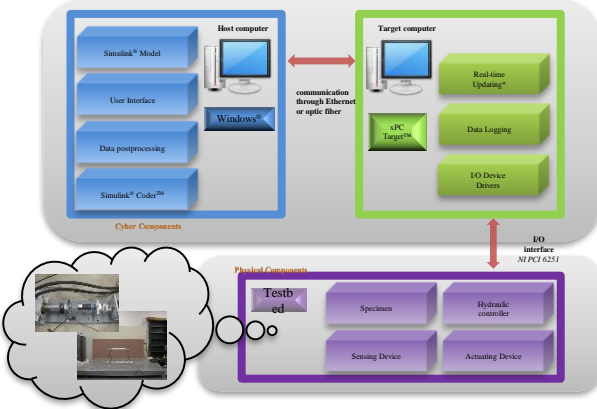 Host computer
Simulink® Model
User Interface
Windows®
Data postprocessing
Simulink® Coder™
Cyber Components
communication
through Ethernet
or optic fiber
Target computer
Real-time
Updating*
xPC
Target™
Data Logging
I/O Device
Drivers
I/O
interface
NI PCI 6251
Physical Components
Testb
ed
Specimen
Hydraulic
controller
Sensing Device
Actuating Device